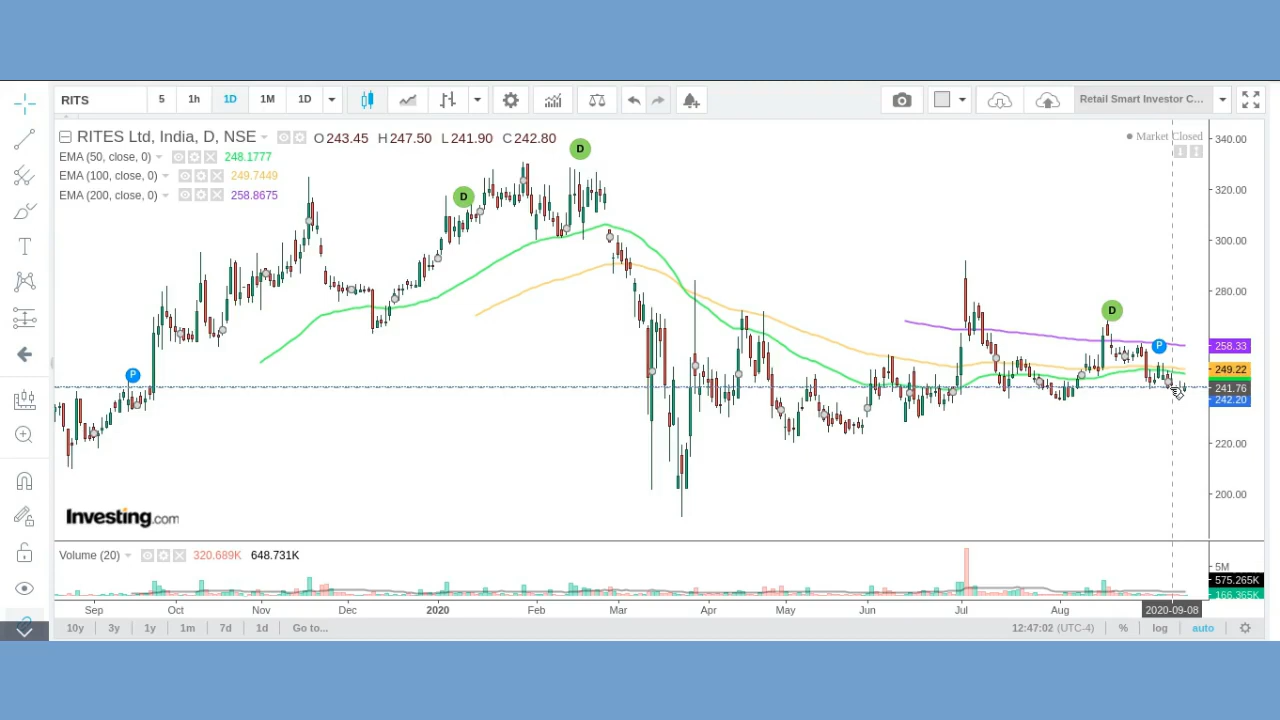 RITS 5 1h 1D 1M 1D Retail Smart Investor C...
RITES Ltd, India, D, NSE O 243.45 H 247.50 L 241.90 C 242.80
Market Closed
EMA (50, close, 0) 248.1777
EMA (100, close, 0) 249.7449
EMA (200, close, 0) 258.8675
D
D
D
P
P
340.00
320.00
300.00
280.00
258.33
249.22
241.76
242.20
220.00
200.00
Investing.com
Volume (20) 320.689K 648.731K
5M
575.265K
166.365K
Sep Oct Nov Dec 2020 Feb Mar Apr May Jun Jul Aug 2020-09-08
10y 3y 1y 1m 7d 1d Go to... 12:47:02 (UTC-4) % log auto